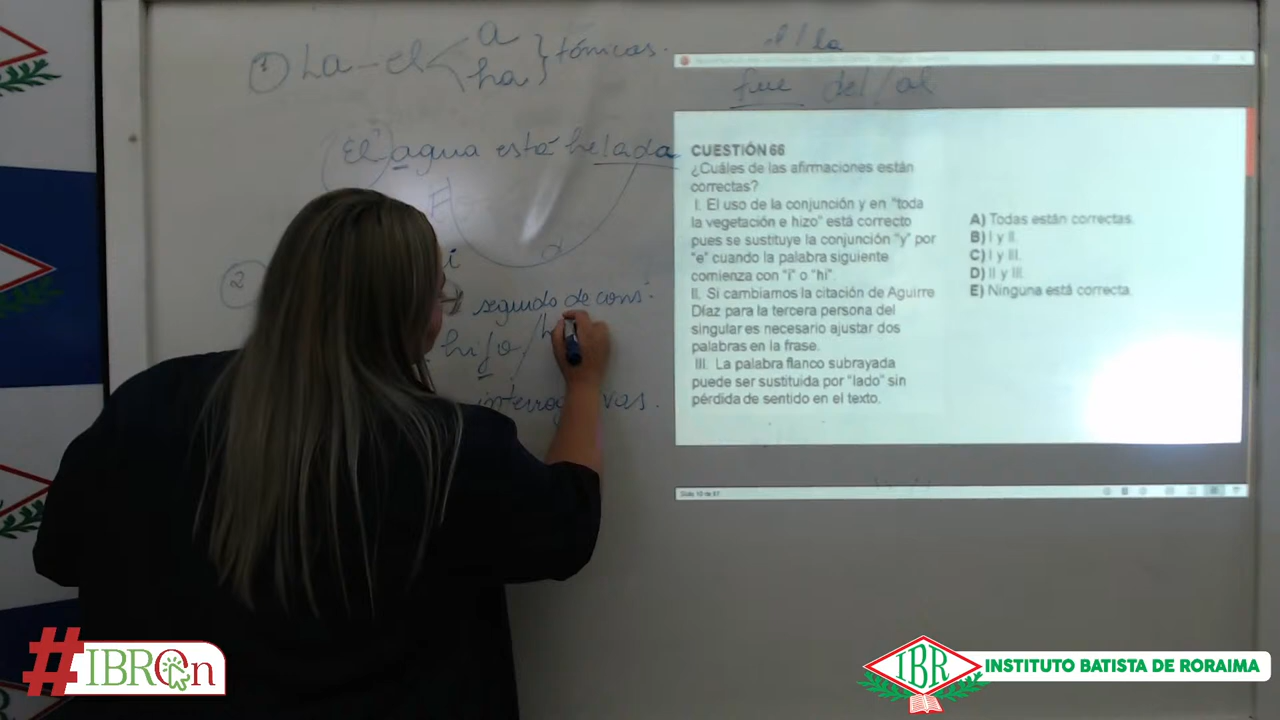 1 La - el a
ha } tónicas.
el / la
fue del / al
El agua está helada
F
a
2
i
seguido de cons.
hijo / h
CUESTIÓN 66
¿Cuáles de las afirmaciones están
correctas?
I. El uso de la conjunción y en "toda
la vegetación e hizo" está correcto
pues se sustituye la conjunción "y" por
"e" cuando la palabra siguiente
comienza con "i" o "hi".
II. Si cambiamos la citación de Aguirre
Díaz para la tercera persona del
singular es necesario ajustar dos
palabras en la frase.
III. La palabra flanco subrayada
puede ser sustituida por "lado" sin
pérdida de sentido en el texto.
A) Todas están correctas.
B) I y II.
C) I y III.
D) II y III.
E) Ninguna está correcta.
#IBROn
IBR INSTITUTO BATISTA DE RORAIMA